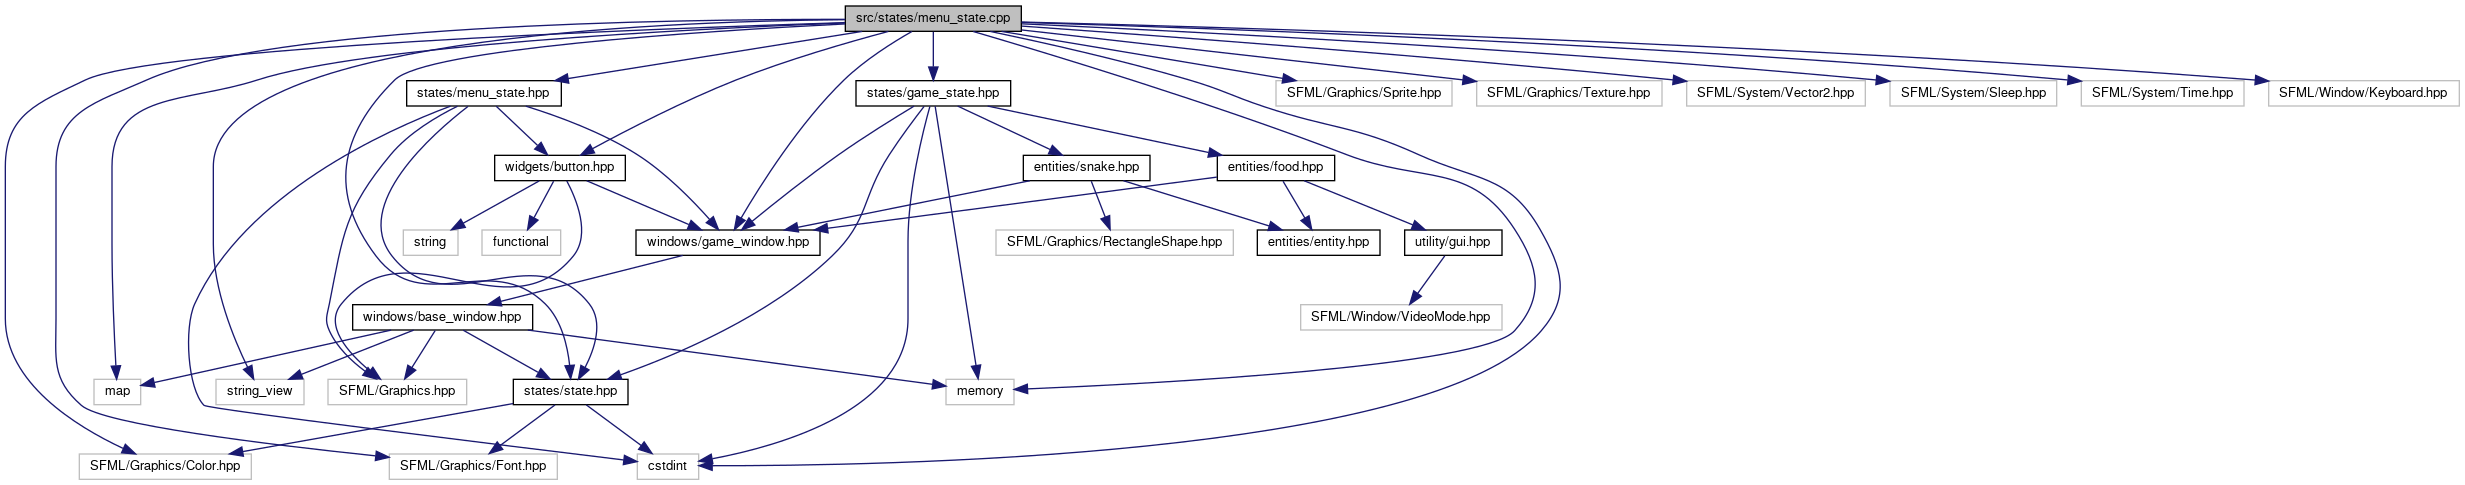 src/states/menu_state.cpp
states/menu_state.hpp
states/game_state.hpp
SFML/Graphics/Sprite.hpp
SFML/Graphics/Texture.hpp
SFML/System/Vector2.hpp
SFML/System/Sleep.hpp
SFML/System/Time.hpp
SFML/Window/Keyboard.hpp
widgets/button.hpp
entities/snake.hpp
entities/food.hpp
string
functional
windows/game_window.hpp
SFML/Graphics/RectangleShape.hpp
entities/entity.hpp
utility/gui.hpp
windows/base_window.hpp
SFML/Window/VideoMode.hpp
map
string_view
SFML/Graphics.hpp
states/state.hpp
memory
SFML/Graphics/Color.hpp
SFML/Graphics/Font.hpp
cstdint